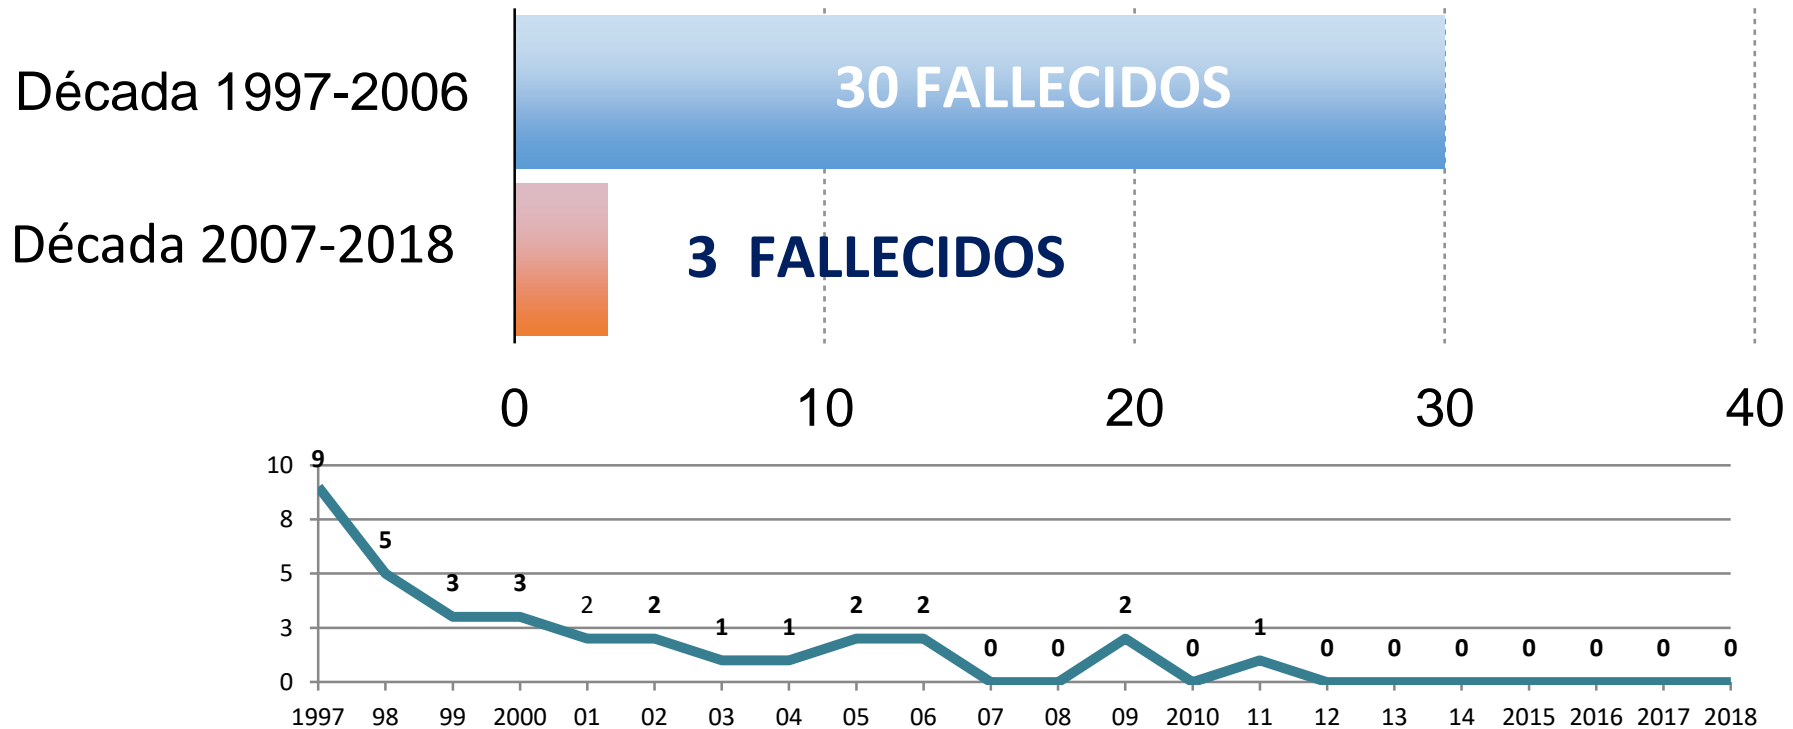 Década 1997-2006
30 FALLECIDOS
Década 2007-2018
3 FALLECIDOS
0 10 20 30 40
10
8
5
3
0
9 5 3 3 2 2 1 1 2 2 0 0 2 0 1 0 0 0 0 0 0 0
1997 98 99 2000 01 02 03 04 05 06 07 08 09 2010 11 12 13 14 2015 2016 2017 2018